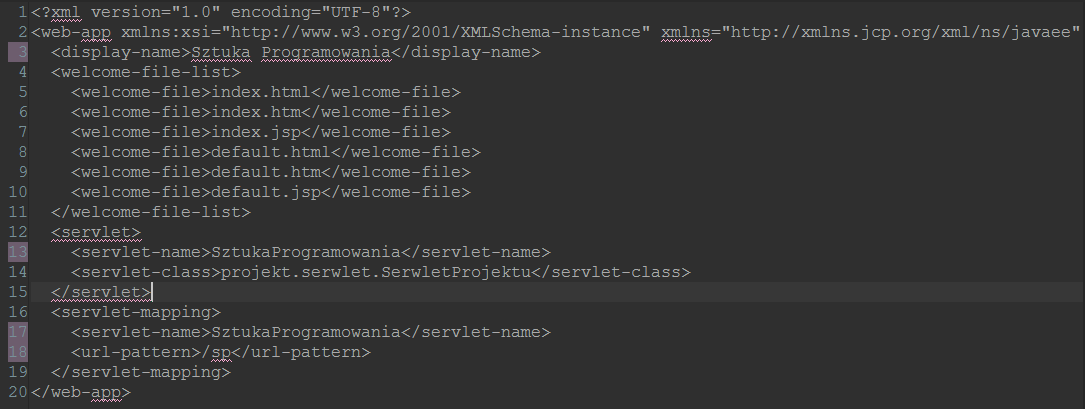 1 <?xml version="1.0" encoding="UTF-8"?>
2 <web-app xmlns:xsi="http://www.w3.org/2001/XMLSchema-instance" xmlns="http://xmlns.jcp.org/xml/ns/javaee"
3   <display-name>Sztuka Programowania</display-name>
4   <welcome-file-list>
5     <welcome-file>index.html</welcome-file>
6     <welcome-file>index.htm</welcome-file>
7     <welcome-file>index.jsp</welcome-file>
8     <welcome-file>default.html</welcome-file>
9     <welcome-file>default.htm</welcome-file>
10     <welcome-file>default.jsp</welcome-file>
11   </welcome-file-list>
12   <servlet>
13     <servlet-name>SztukaProgramowania</servlet-name>
14     <servlet-class>projekt.serwlet.SerwletProjektu</servlet-class>
15   </servlet>
16   <servlet-mapping>
17     <servlet-name>SztukaProgramowania</servlet-name>
18     <url-pattern>/sp</url-pattern>
19   </servlet-mapping>
20 </web-app>